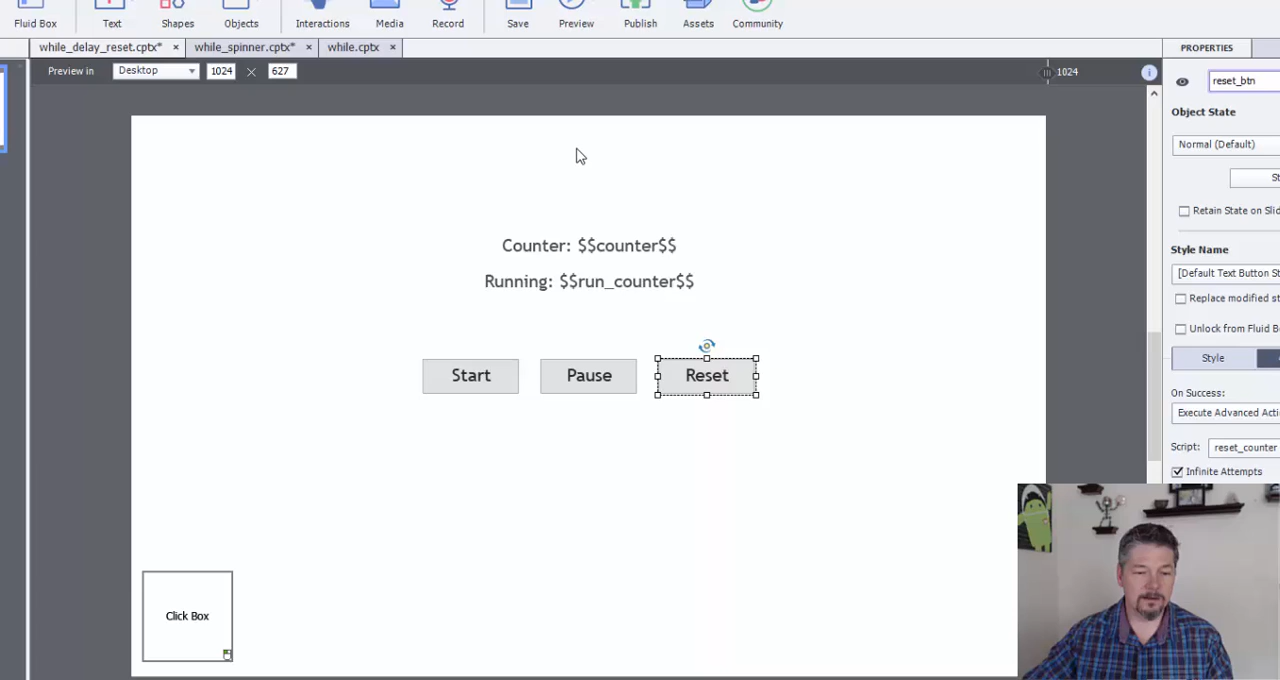 Fluid Box Text Shapes Objects Interactions Media Record Save Preview Publish Assets Community
while_delay_reset.cptx* × while_spinner.cptx* × while.cptx × PROPERTIES
Preview in Desktop 1024 627 1024
reset_btn
Object State
Normal (Default)
Retain State on Slid
Style Name
[Default Text Button St
Replace modified st
Unlock from Fluid B
Style
On Success:
Execute Advanced Acti
Script: reset_counter
Infinite Attempts
Counter: $$counter$$
Running: $$run_counter$$
Start Pause Reset
Click Box